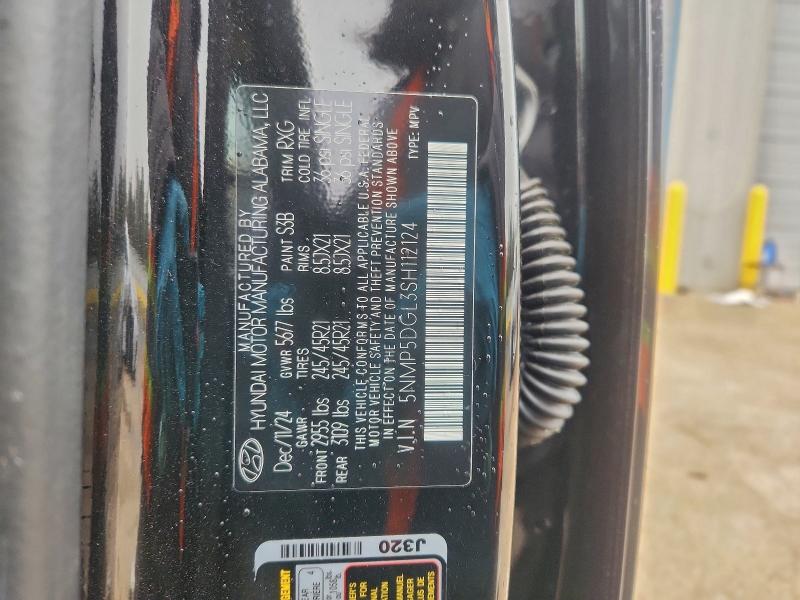 MANUFACTURED BY
HYUNDAI MOTOR MANUFACTURING ALABAMA, LLC
Dec/11/24 GVWR 5677 lbs PAINT S3B TRIM RXG
GAWR TIRES RIMS COLD TIRE INFL
FRONT 2955 lbs 245/45R21 8.5JX21 36 psi SINGLE
REAR 3109 lbs 245/45R21 8.5JX21 36 psi SINGLE
THIS VEHICLE CONFORMS TO ALL APPLICABLE U.S.A. FEDERAL
MOTOR VEHICLE SAFETY AND THEFT PREVENTION STANDARDS
IN EFFECT ON THE DATE OF MANUFACTURE SHOWN ABOVE
V.I.N 5NMP5DGL3SH112124 TYPE: MPV
J320